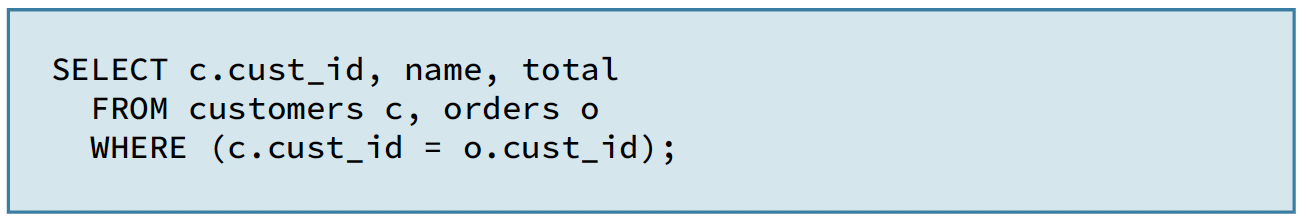 SELECT c.cust_id, name, total
FROM customers c, orders o
WHERE (c.cust_id = o.cust_id);